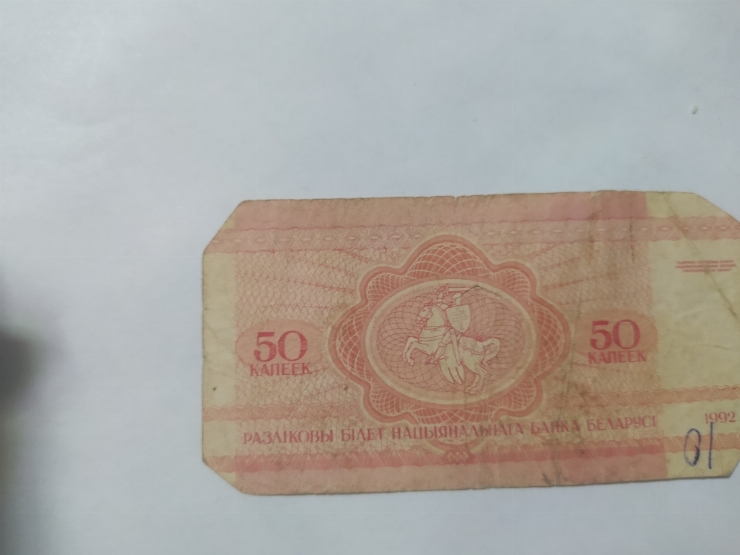 50
КАПЕЕК
50
КАПЕЕК
РАЗЛІКОВЫ БІЛЕТ НАЦЫЯНАЛЬНАГА БАНКА БЕЛАРУСІ
1992
01